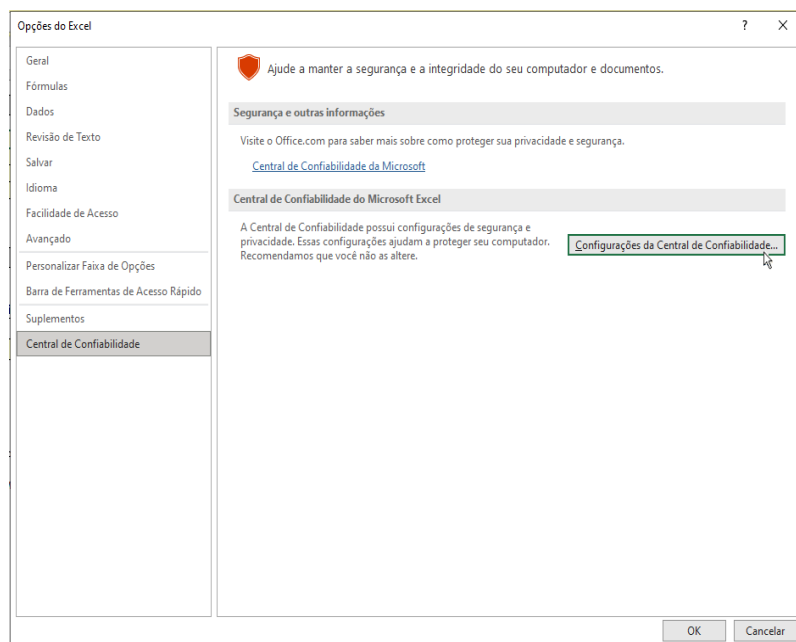 Opções do Excel
?
Geral
Fórmulas
Dados
Revisão de Texto
Salvar
Idioma
Facilidade de Acesso
Avançado
Personalizar Faixa de Opções
Barra de Ferramentas de Acesso Rápido
Suplementos
Central de Confiabilidade
Ajude a manter a segurança e a integridade do seu computador e documentos.
Segurança e outras informações
Visite o Office.com para saber mais sobre como proteger sua privacidade e segurança.
Central de Confiabilidade da Microsoft
Central de Confiabilidade do Microsoft Excel
A Central de Confiabilidade possui configurações de segurança e
privacidade. Essas configurações ajudam a proteger seu computador.
Recomendamos que você não as altere.
Configurações da Central de Confiabilidade...
OK
Cancelar